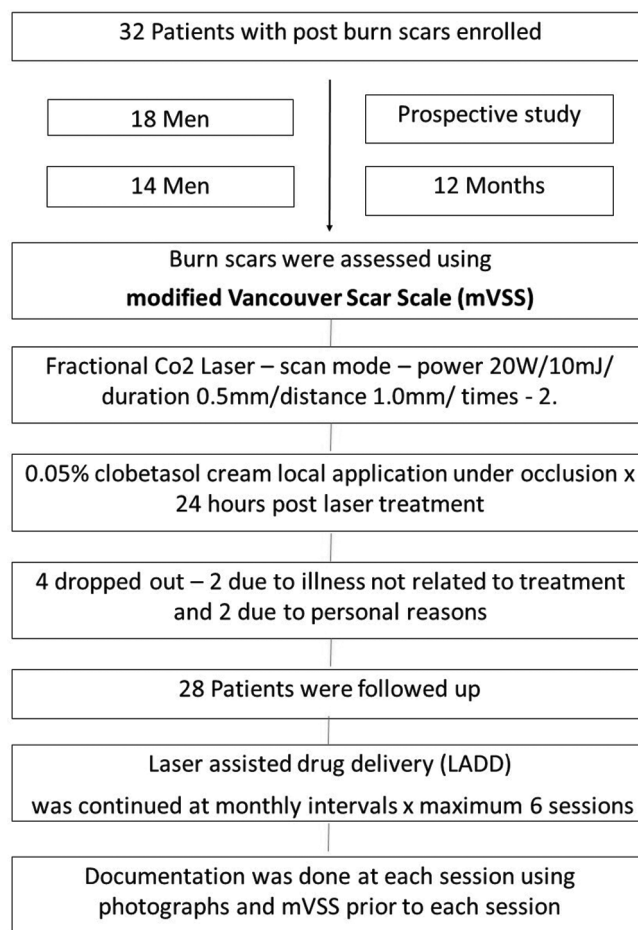 32 Patients with post burn scars enrolled
18 Men
Prospective study
14 Men
12 Months
Burn scars were assessed using
modified Vancouver Scar Scale (mVSS)
Fractional Co2 Laser – scan mode – power 20W/10mJ/
duration 0.5mm/distance 1.0mm/ times - 2.
0.05% clobetasol cream local application under occlusion x
24 hours post laser treatment
4 dropped out – 2 due to illness not related to treatment
and 2 due to personal reasons
28 Patients were followed up
Laser assisted drug delivery (LADD)
was continued at monthly intervals x maximum 6 sessions
Documentation was done at each session using
photographs and mVSS prior to each session